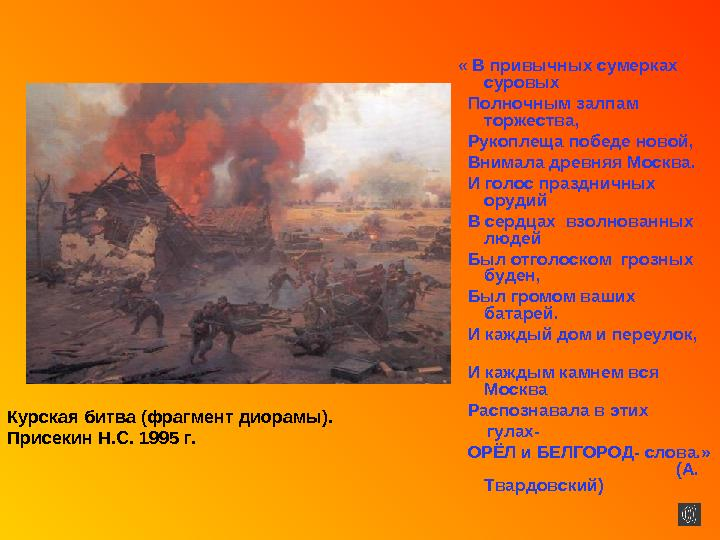 « В привычных сумерках
суровых
Полночным залпам
торжества,
Рукоплеща победе новой,
Внимала древняя Москва.
И голос праздничных
орудий
В сердцах взолнованных
людей
Был отголоском грозных
буден,
Был громом ваших
батарей.
И каждый дом и переулок,
И каждым камнем вся
Москва
Распознавала в этих
гулах-
ОРЁЛ и БЕЛГОРОД- слова.»
(А.
Твардовский)
Курская битва (фрагмент диорамы).
Присекин Н.С. 1995 г.